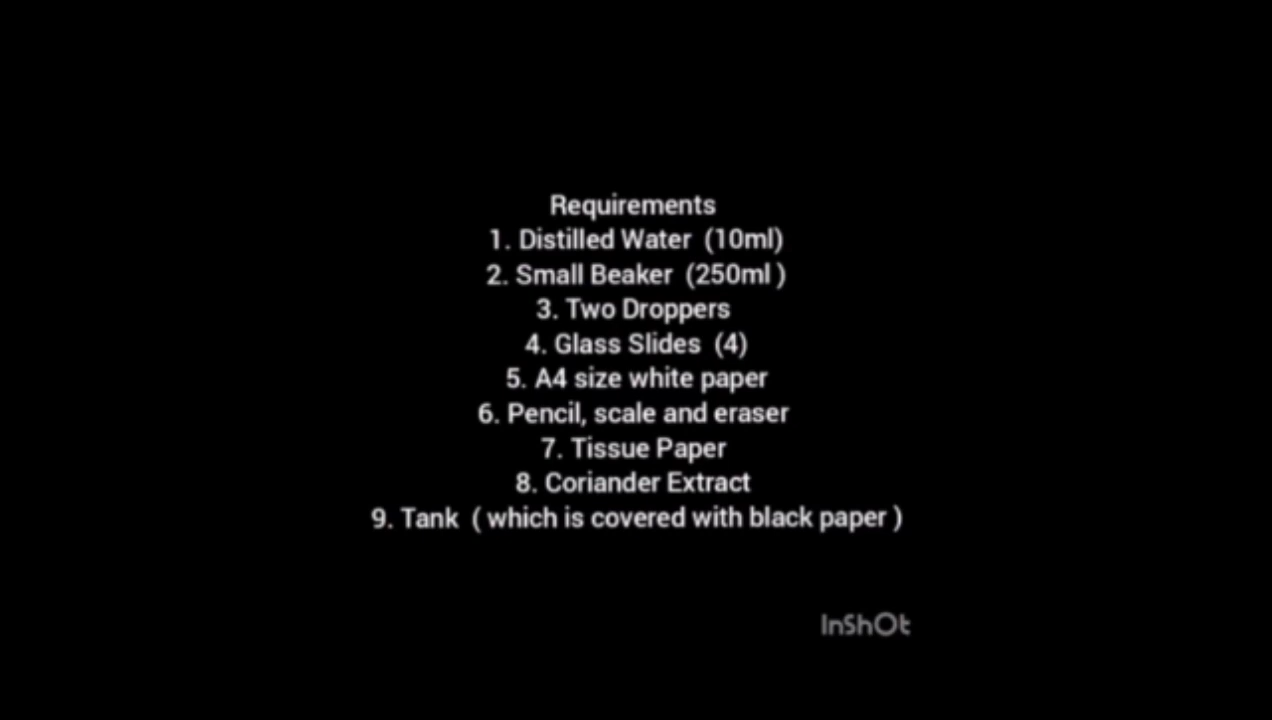 Requirements
1. Distilled Water (10ml)
2. Small Beaker (250ml )
3. Two Droppers
4. Glass Slides (4)
5. A4 size white paper
6. Pencil, scale and eraser
7. Tissue Paper
8. Coriander Extract
9. Tank ( which is covered with black paper )
InShOt